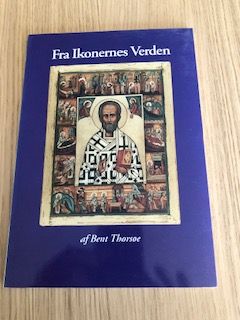 Fra Ikonernes Verden
af Bent Thorsøe